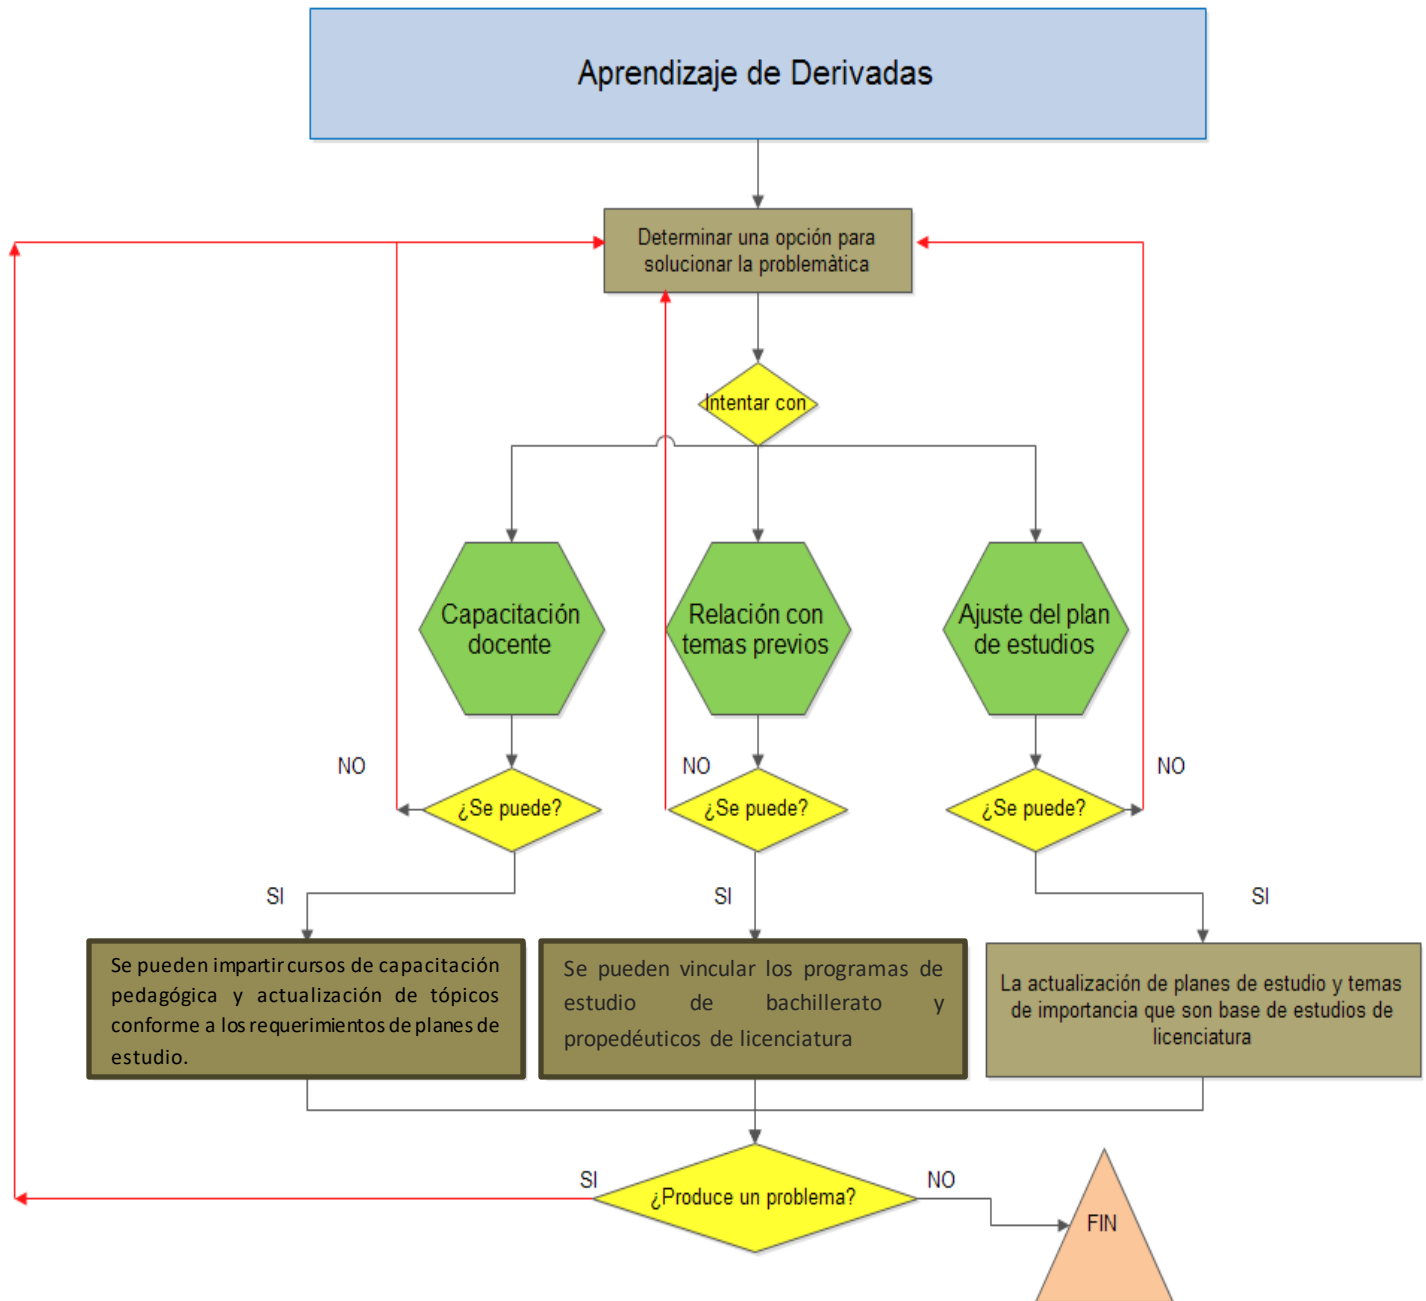 Aprendizaje de Derivadas
Determinar una opción para
solucionar la problemàtica
Intentar con
Capacitación
docente
Relación con
temas previos
Ajuste del plan
de estudios
NO
¿Se puede?
NO
¿Se puede?
¿Se puede?
NO
SI
SI
SI
Se pueden impartir cursos de capacitación
pedagógica y actualización de tópicos
conforme a los requerimientos de planes de
estudio.
Se pueden vincular los programas de
estudio de bachillerato y
propedéuticos de licenciatura
La actualización de planes de estudio y temas
de importancia que son base de estudios de
licenciatura
SI
¿Produce un problema?
NO
FIN